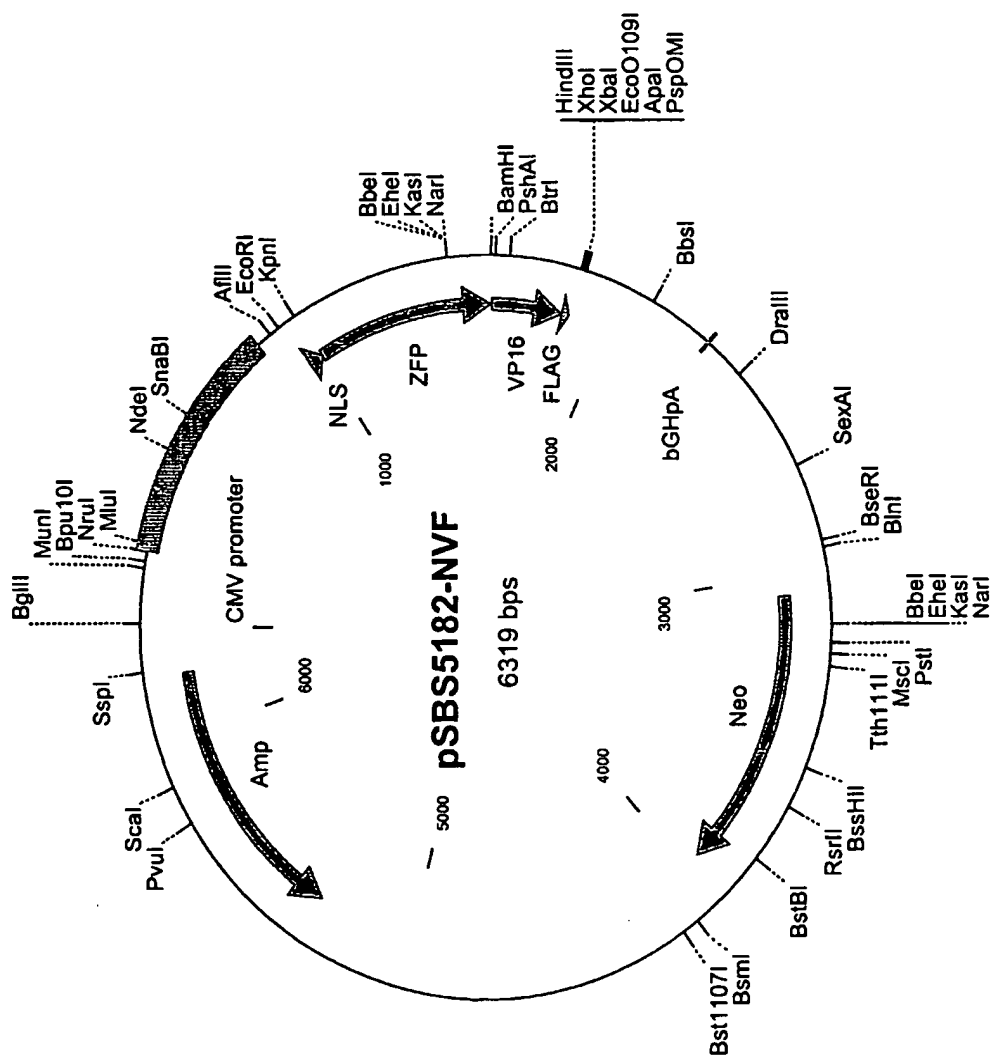 pSBS5182-NVF
6319 bps
BglII
MunI
Bpu10I
NruI
MluI
NdeI
SnaBI
AflII
EcoRI
KpnI
BbeI
EheI
KasI
NarI
BamHI
PshAI
BtrI
HindIII
XhoI
XbaI
EcoO109I
ApaI
PspOMI
BbsI
DraIII
SexAI
BseRI
BlnI
BbeI
EheI
KasI
NarI
PstI
MscI
Tth111I
BssHII
RsrII
BstBI
BsmI
Bst1107I
PvuI
ScaI
SspI
CMV promoter
NLS
ZFP
VP16
FLAG
bGHpA
Neo
Amp
1000
2000
3000
4000
5000
6000